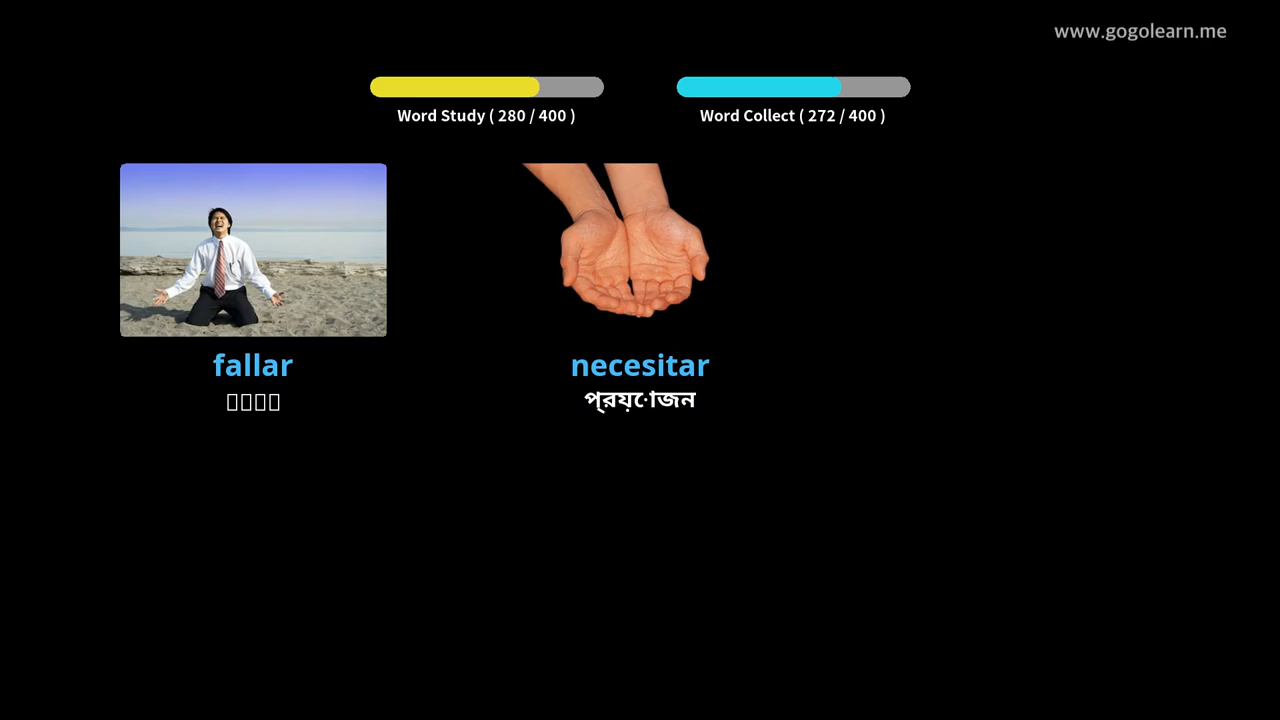 www.gogolearn.me
Word Study ( 280 / 400 )
Word Collect ( 272 / 400 )
fallar
necesitar
প্রয়োজন